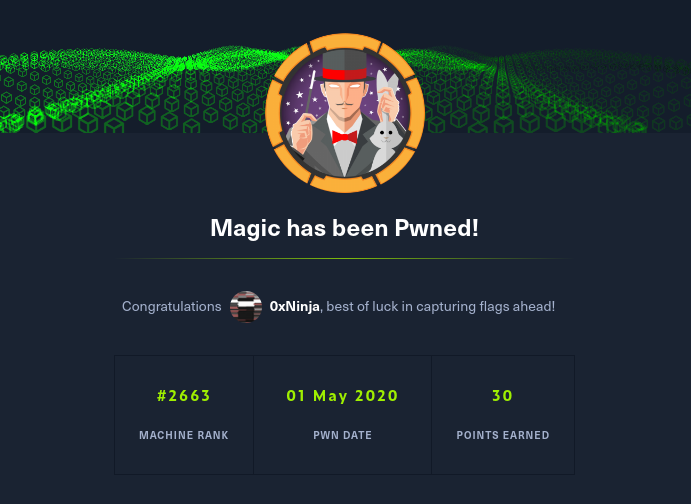 Magic has been Pwned!
Congratulations 0xNinja, best of luck in capturing flags ahead!
#2663 01 May 2020 30
MACHINE RANK PWN DATE POINTS EARNED